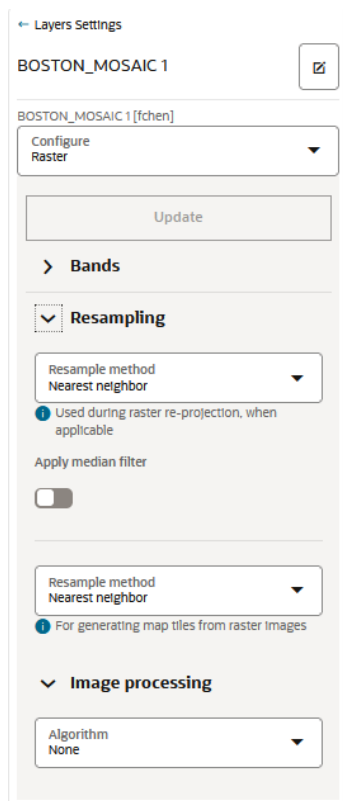 ← Layers Settings
BOSTON_MOSAIC 1
BOSTON_MOSAIC 1 [fchen]
Configure
Raster
Update
Bands
Resampling
Resample method
Nearest neighbor
Used during raster re-projection, when
applicable
Apply median filter
Resample method
Nearest neighbor
For generating map tiles from raster images
Image processing
Algorithm
None